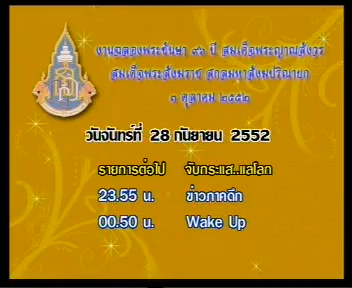 งานฉลองพระชันษา ๙๖ ปี สมเด็จพระญาณสังวร
สมเด็จพระสังฆราช สกลมหาสังฆปริณายก
๓ ตุลาคม ๒๕๕๒
วันจันทร์ที่ 28 กันยายน 2552
รายการต่อไป จับกระแส..แลโลก
23.55 น. ข่าวภาคดึก
00.50 น. Wake Up